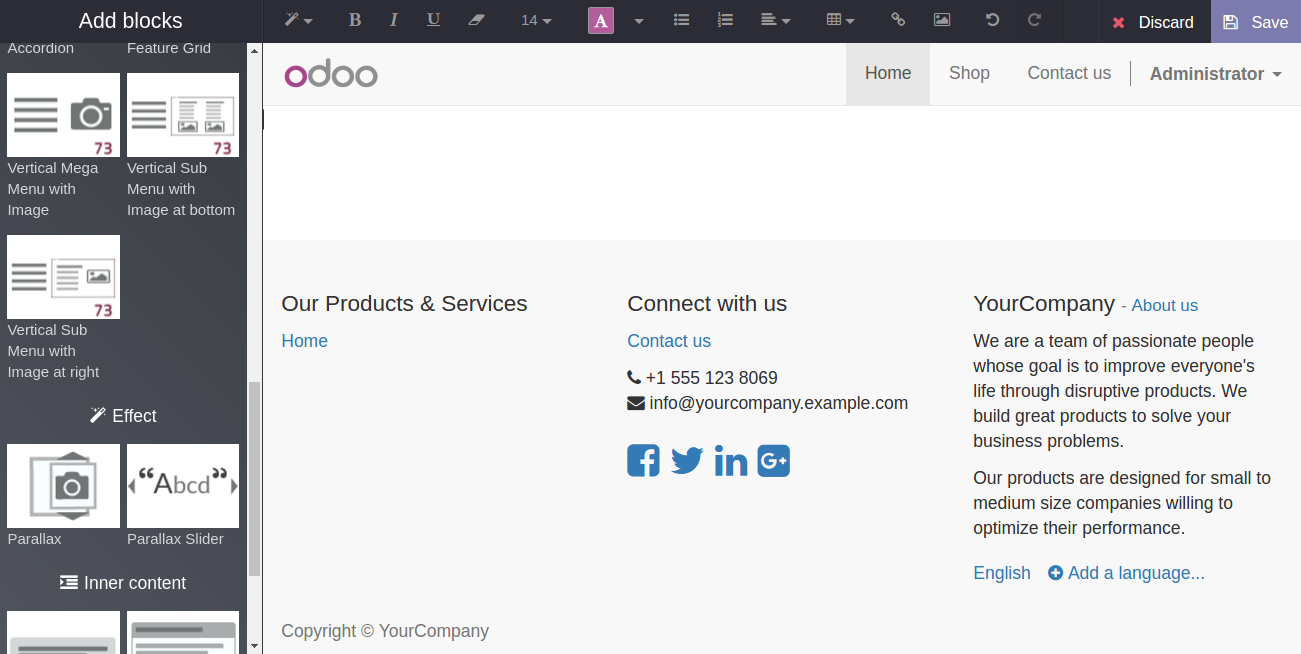 Add blocks
14
A
Discard
Save
Accordion
Feature Grid
odoo
Home
Shop
Contact us
Administrator
73
73
Vertical Mega
Menu with
Image
Vertical Sub
Menu with
Image at bottom
73
Vertical Sub
Menu with
Image at right
Effect
“Abcd”
Parallax
Parallax Slider
Inner content
Our Products & Services
Home
Connect with us
Contact us
+1 555 123 8069
info@yourcompany.example.com
YourCompany - About us
We are a team of passionate people
whose goal is to improve everyone's
life through disruptive products. We
build great products to solve your
business problems.
Our products are designed for small to
medium size companies willing to
optimize their performance.
English
Add a language...
Copyright © YourCompany